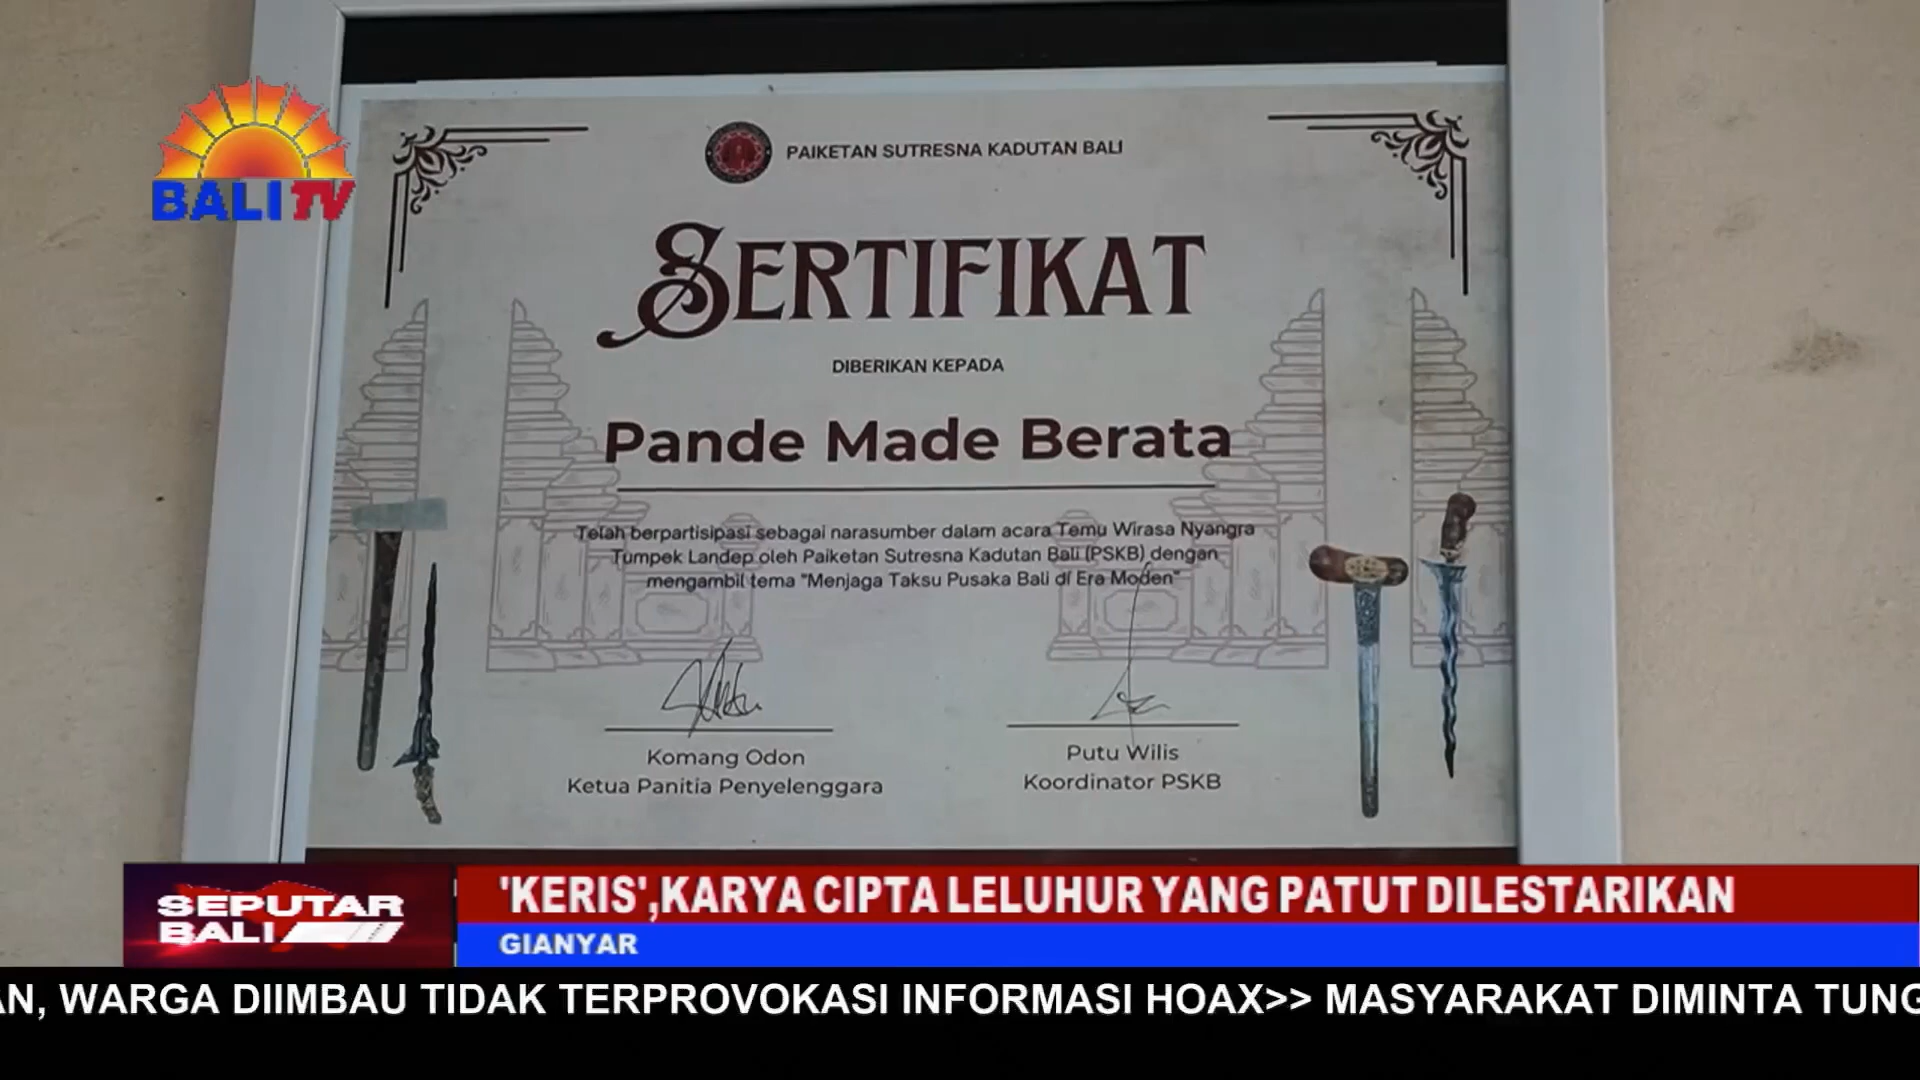 BALI TV
PAIKETAN SUTRESNA KADUTAN BALI
SERTIFIKAT
DIBERIKAN KEPADA
Pande Made Berata
Telah berpartisipasi sebagai narasumber dalam acara Temu Wirasa Nyangra
Tumpek Landep oleh Paiketan Sutresna Kadutan Bali (PSKB) dengan
mengambil tema "Menjaga Taksu Pusaka Bali di Era Moden"
Komang Odon
Ketua Panitia Penyelenggara
Putu Wilis
Koordinator PSKB
SEPUTAR
BALI
'KERIS',KARYA CIPTA LELUHUR YANG PATUT DILESTARIKAN
GIANYAR
AN, WARGA DIIMBAU TIDAK TERPROVOKASI INFORMASI HOAX>> MASYARAKAT DIMINTA TUNG